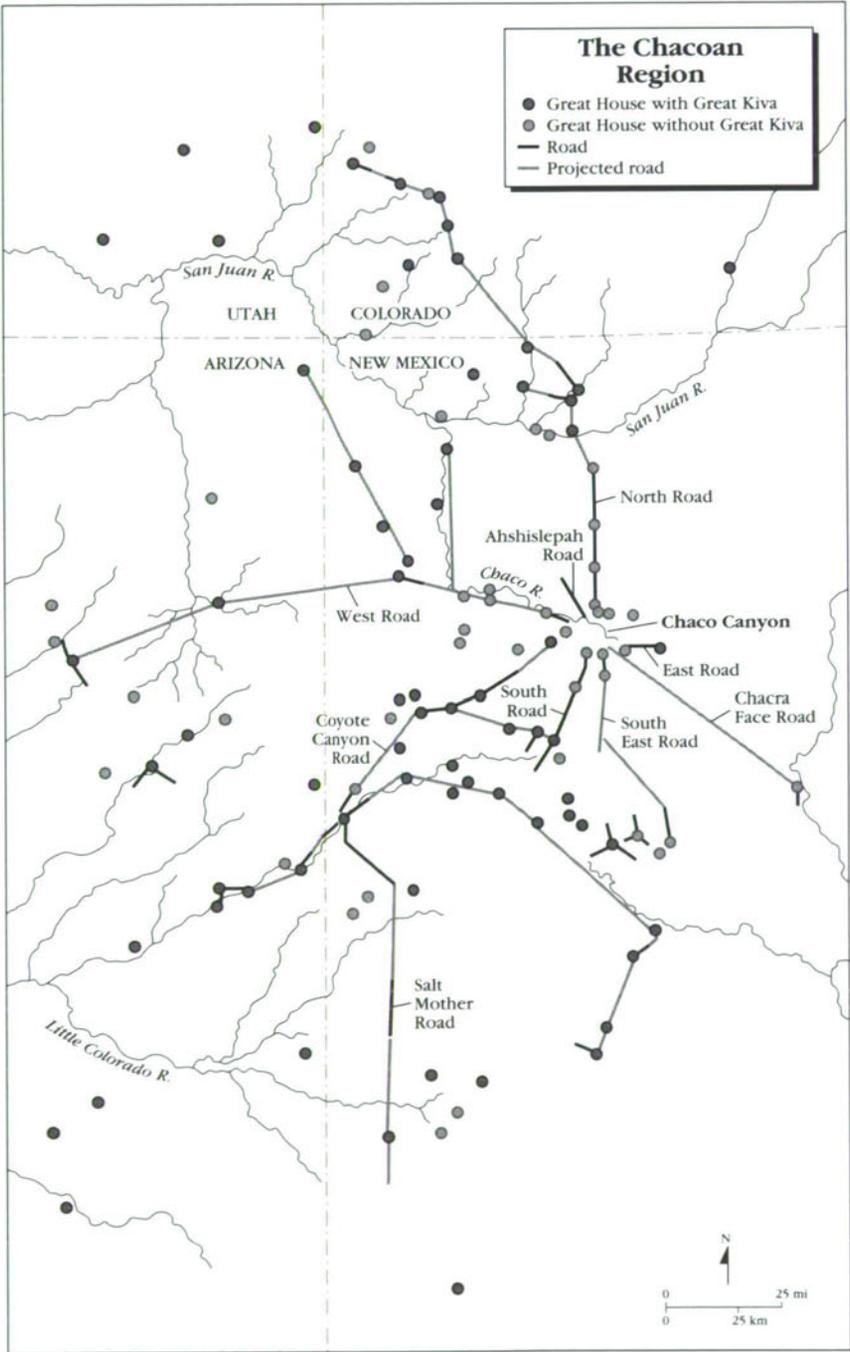 The Chacoan
Region
Great House with Great Kiva
Great House without Great Kiva
Road
Projected road
San Juan R.
UTAH
COLORADO
ARIZONA
NEW MEXICO
San Juan R.
North Road
Ahshislepah
Road
Chaco R.
West Road
Chaco Canyon
East Road
South
Road
Chacra
Face Road
Coyote
Canyon
Road
South
East Road
Salt
Mother
Road
Little Colorado R.
N
0 25 mi
0 25 km